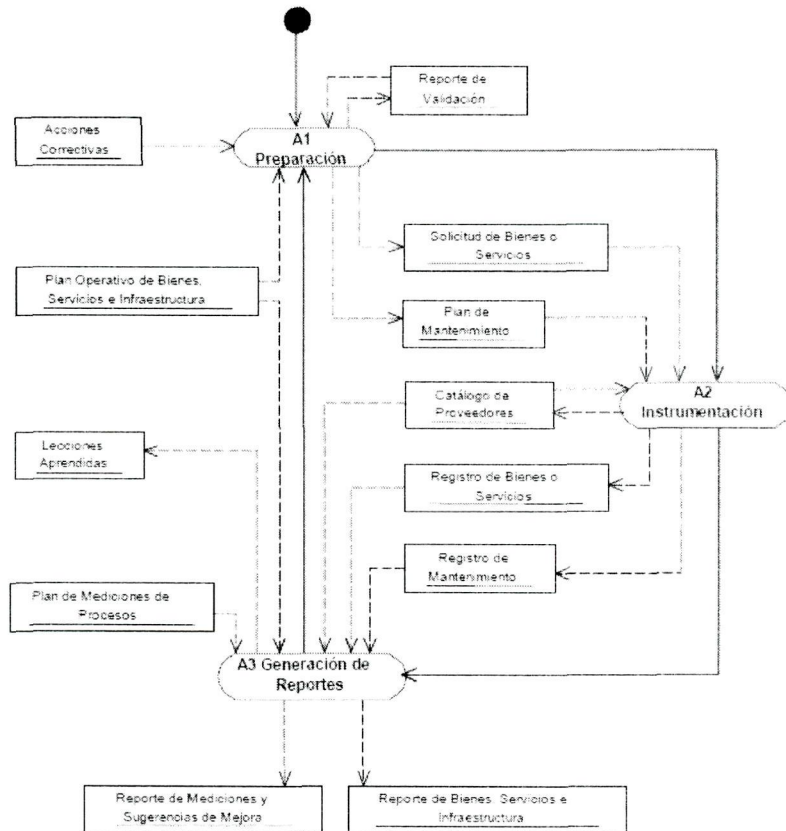 Reporte de
Validación
Acciones
Correctivas
A1
Preparación
Solicitud de Bienes o
Servicios
Plan Operativo de Bienes,
Servicios e Infraestructura
Plan de
Mantenimiento
Catálogo de
Proveedores
A2
Instrumentación
Lecciones
Aprendidas
Registro de Bienes o
Servicios
Registro de
Mantenimiento
Plan de Mediciones de
Procesos
A3 Generación de
Reportes
Reporte de Mediciones y
Sugerencias de Mejora
Reporte de Bienes, Servicios e
Infraestructura